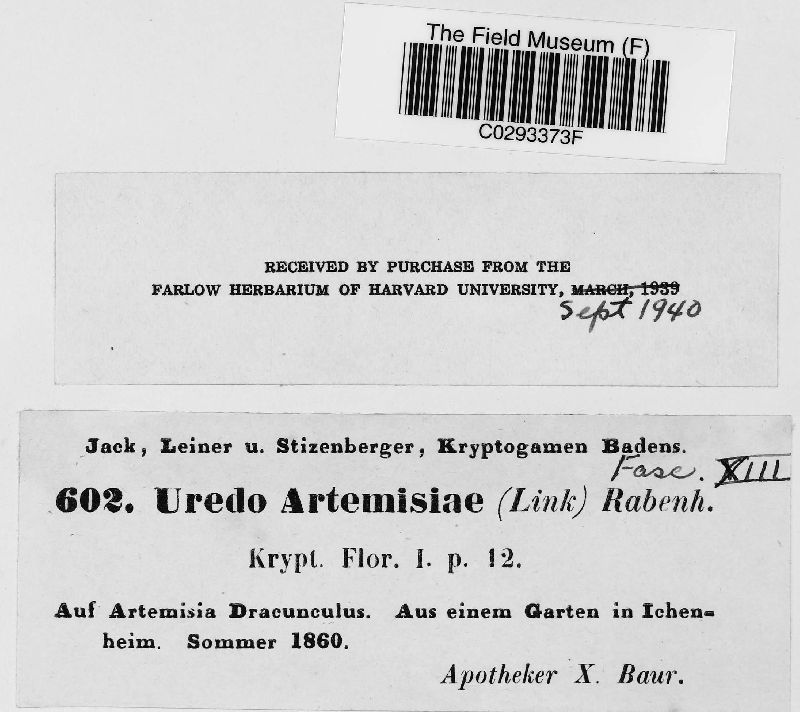 The Field Museum (F)
C0293373F
RECEIVED BY PURCHASE FROM THE
FARLOW HERBARIUM OF HARVARD UNIVERSITY, MARCH, 1939
Sept 1940
Jack, Leiner u. Stizenberger, Kryptogamen Badens.
Fasc. XIII
602. Uredo Artemisiae (Link) Rabenh.
Krypt. Flor. I. p. 12.
Auf Artemisia Dracunculus. Aus einem Garten in Ichen-
heim. Sommer 1860.
Apotheker X. Baur.